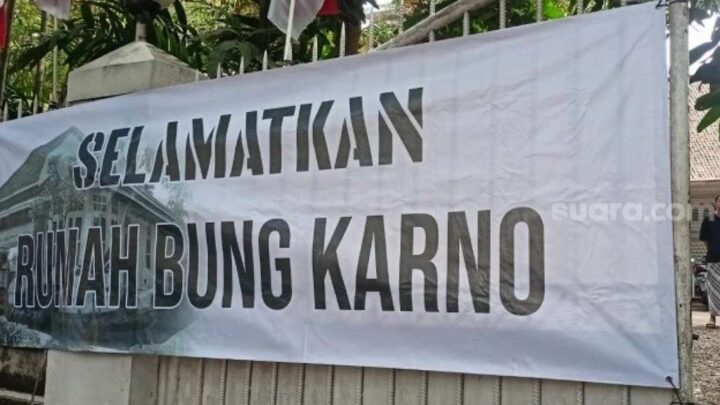 SELAMATKAN
RUMAH BUNG KARNO
suara.com